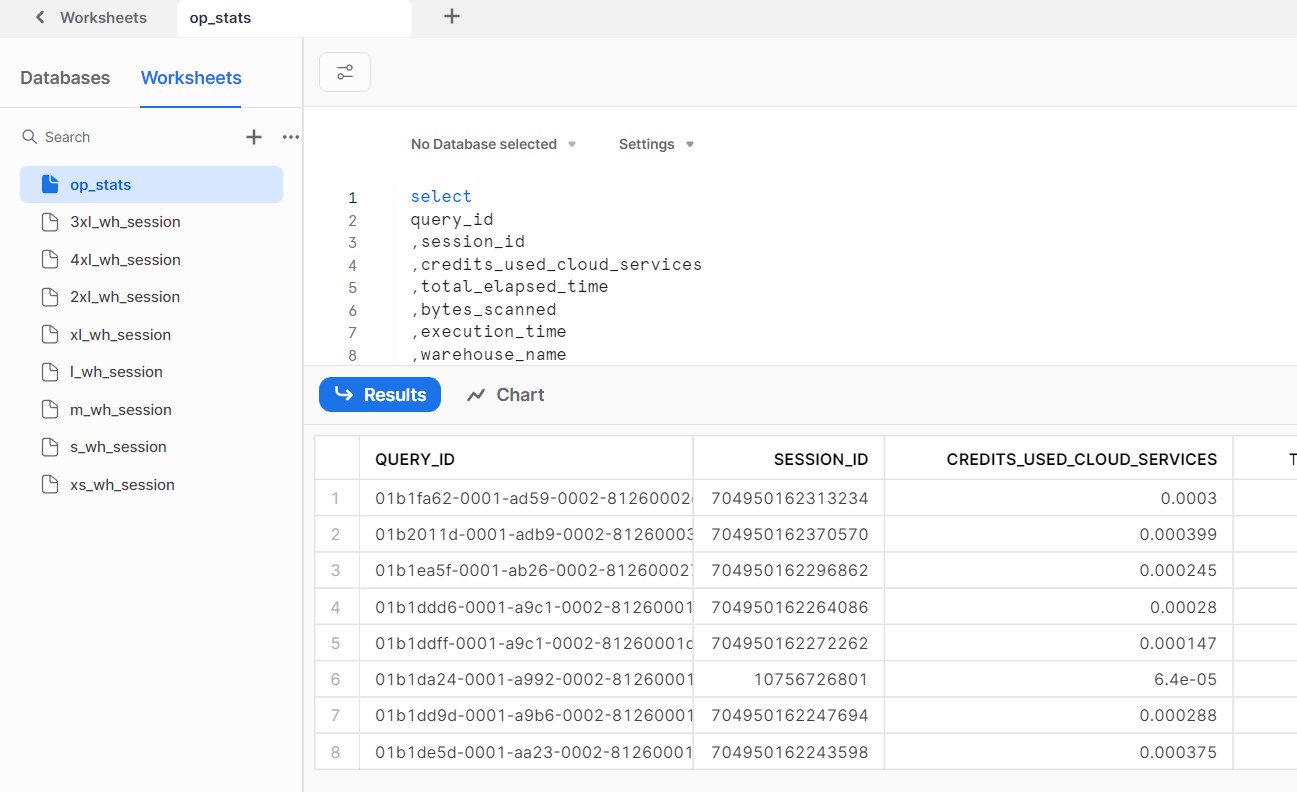 Worksheets op_stats
Databases Worksheets
Search
op_stats
3xl_wh_session
4xl_wh_session
2xl_wh_session
xl_wh_session
l_wh_session
m_wh_session
s_wh_session
xs_wh_session
No Database selected Settings
1 select
2 query_id
3 ,session_id
4 ,credits_used_cloud_services
5 ,total_elapsed_time
6 ,bytes_scanned
7 ,execution_time
8 ,warehouse_name
Results Chart
QUERY_ID SESSION_ID CREDITS_USED_CLOUD_SERVICES T
1 01b1fa62-0001-ad59-0002-81260002 704950162313234 0.0003
2 01b2011d-0001-adb9-0002-81260003 704950162370570 0.000399
3 01b1ea5f-0001-ab26-0002-81260002 704950162296862 0.000245
4 01b1ddd6-0001-a9c1-0002-81260001 704950162264086 0.00028
5 01b1ddff-0001-a9c1-0002-81260001 704950162272262 0.000147
6 01b1da24-0001-a992-0002-81260001 10756726801 6.4e-05
7 01b1dd9d-0001-a9b6-0002-81260001 704950162247694 0.000288
8 01b1de5d-0001-aa23-0002-81260001 704950162243598 0.000375